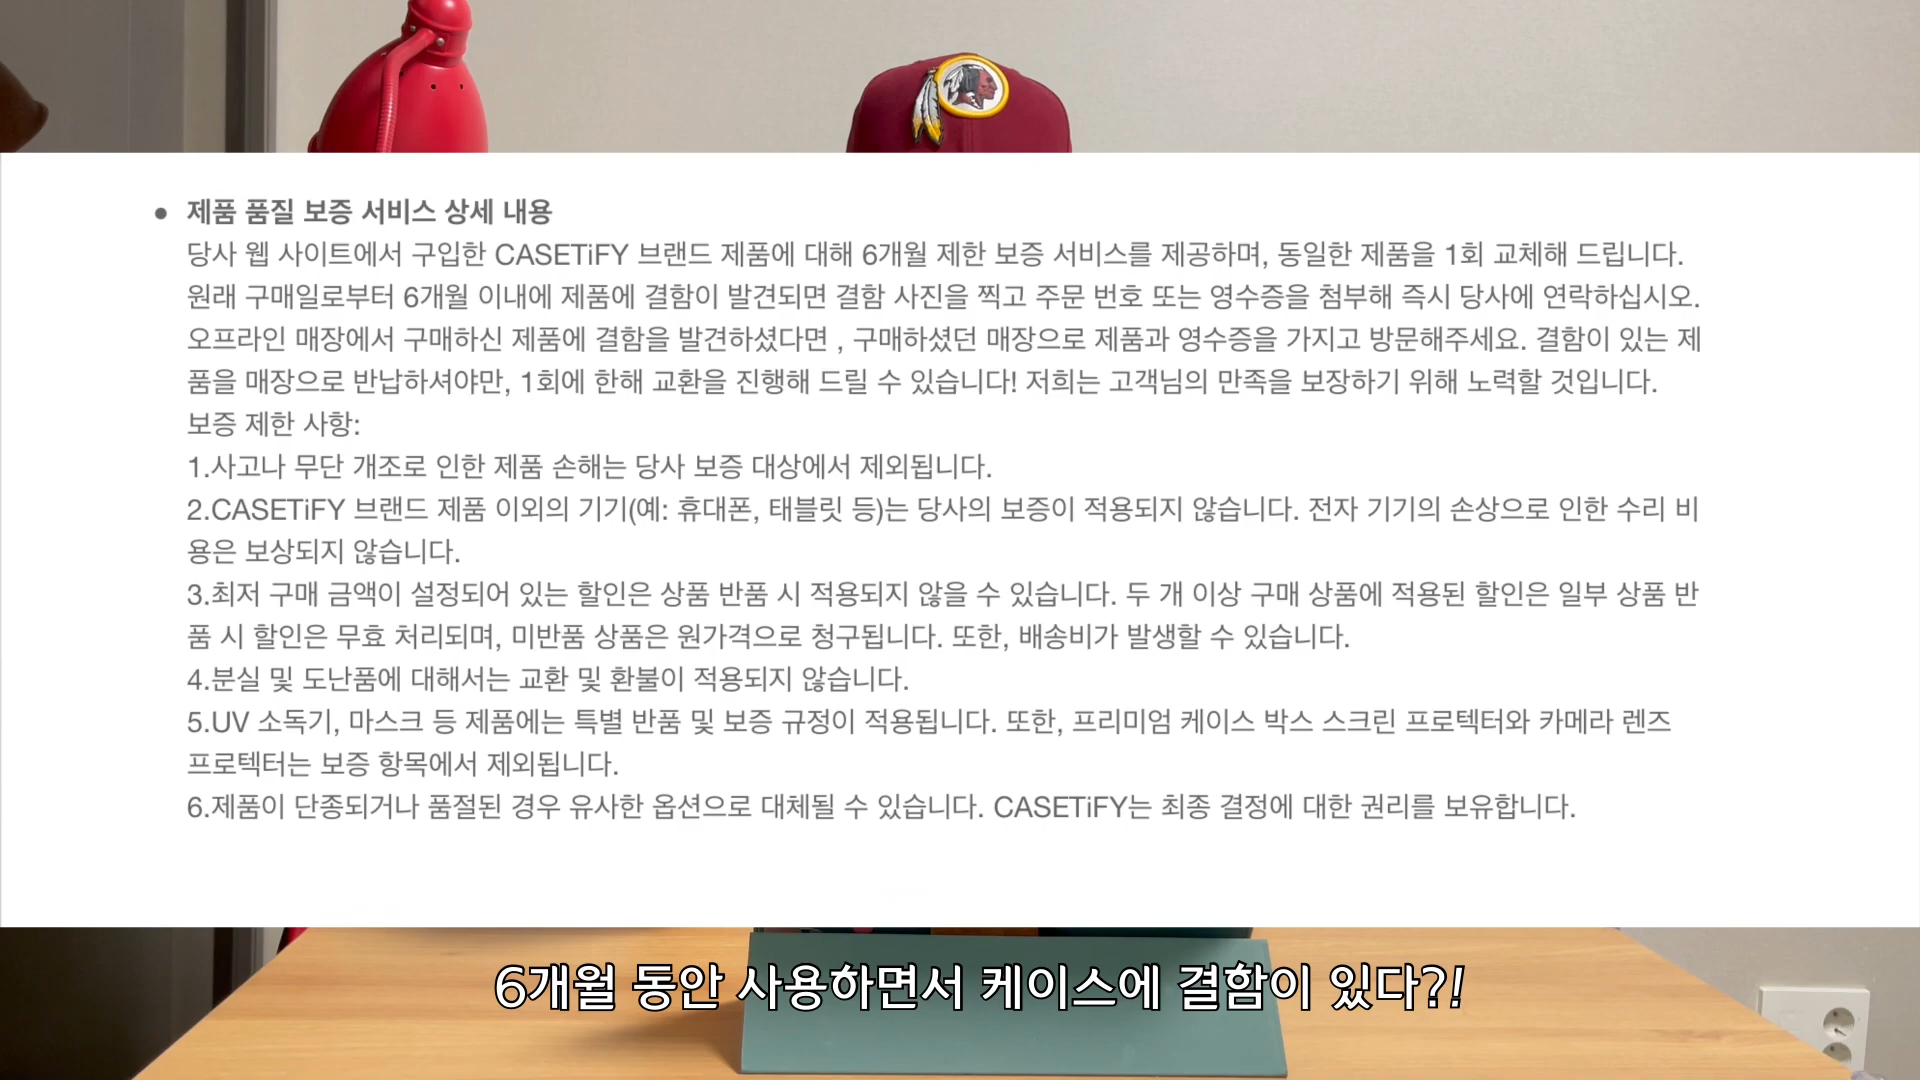 ● 제품 품질 보증 서비스 상세 내용
당사 웹 사이트에서 구입한 CASETiFY 브랜드 제품에 대해 6개월 제한 보증 서비스를 제공하며, 동일한 제품을 1회 교체해 드립니다.
원래 구매일로부터 6개월 이내에 제품에 결함이 발견되면 결함 사진을 찍고 주문 번호 또는 영수증을 첨부해 즉시 당사에 연락하십시오.
오프라인 매장에서 구매하신 제품에 결함을 발견하셨다면 , 구매하셨던 매장으로 제품과 영수증을 가지고 방문해주세요. 결함이 있는 제
품을 매장으로 반납하셔야만, 1회에 한해 교환을 진행해 드릴 수 있습니다! 저희는 고객님의 만족을 보장하기 위해 노력할 것입니다.
보증 제한 사항:
1.사고나 무단 개조로 인한 제품 손해는 당사 보증 대상에서 제외됩니다.
2.CASETiFY 브랜드 제품 이외의 기기(예: 휴대폰, 태블릿 등)는 당사의 보증이 적용되지 않습니다. 전자 기기의 손상으로 인한 수리 비
용은 보상되지 않습니다.
3.최저 구매 금액이 설정되어 있는 할인은 상품 반품 시 적용되지 않을 수 있습니다. 두 개 이상 구매 상품에 적용된 할인은 일부 상품 반
품 시 할인은 무효 처리되며, 미반품 상품은 원가격으로 청구됩니다. 또한, 배송비가 발생할 수 있습니다.
4.분실 및 도난품에 대해서는 교환 및 환불이 적용되지 않습니다.
5.UV 소독기, 마스크 등 제품에는 특별 반품 및 보증 규정이 적용됩니다. 또한, 프리미엄 케이스 박스 스크린 프로텍터와 카메라 렌즈
프로텍터는 보증 항목에서 제외됩니다.
6.제품이 단종되거나 품절된 경우 유사한 옵션으로 대체될 수 있습니다. CASETiFY는 최종 결정에 대한 권리를 보유합니다.
6개월 동안 사용하면서 케이스에 결함이 있다?!